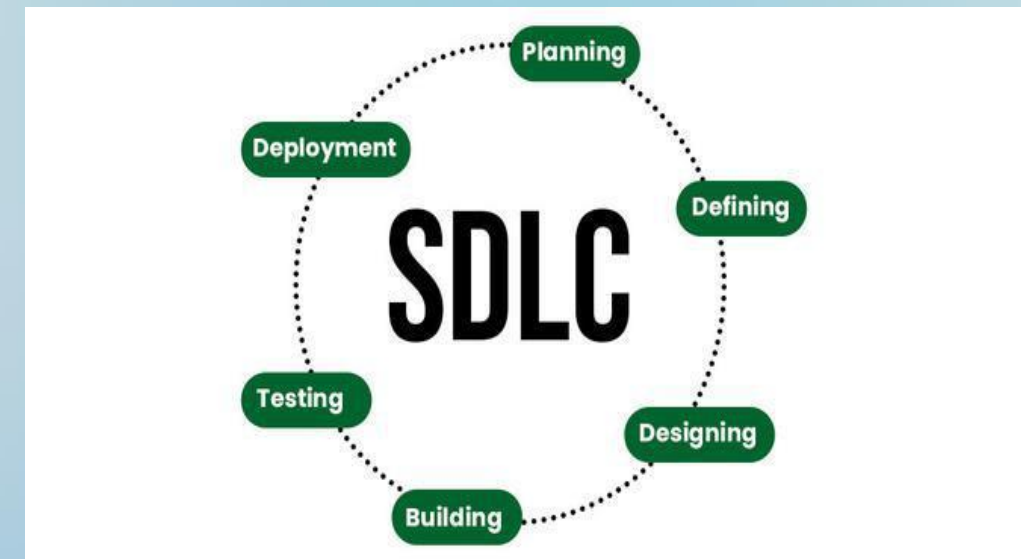 Planning
Defining
Designing
Building
Testing
Deployment
SDLC